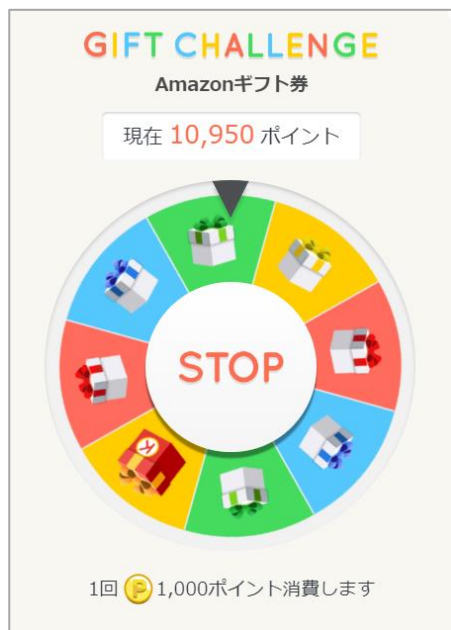 GIFT CHALLENGE
Amazonギフト券
現在 10,950 ポイント
K
STOP
1回 P 1,000ポイント消費します